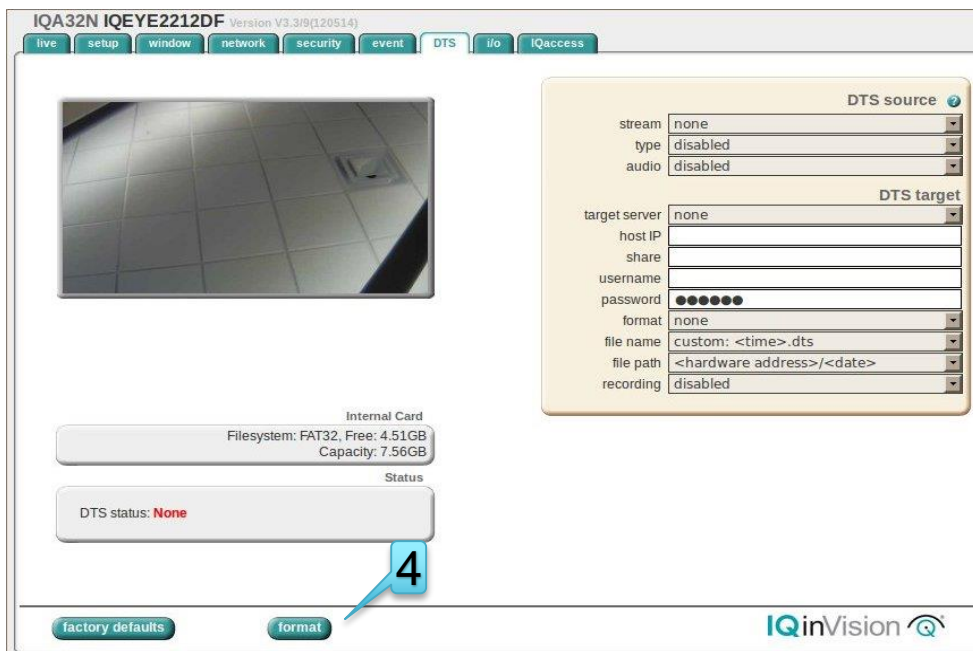 IQA32N IQEYE2212DF Version V3.3/9(120514)
live setup window network security event DTS i/o IQaccess
DTS source ?
stream none
type disabled
audio disabled
DTS target
target server none
host IP
share
username
password ●●●●●●
format none
file name custom: <time>.dts
file path <hardware address>/<date>
recording disabled
Internal Card
Filesystem: FAT32, Free: 4.51GB
Capacity: 7.56GB
Status
DTS status: None
4
factory defaults format
IQinVision